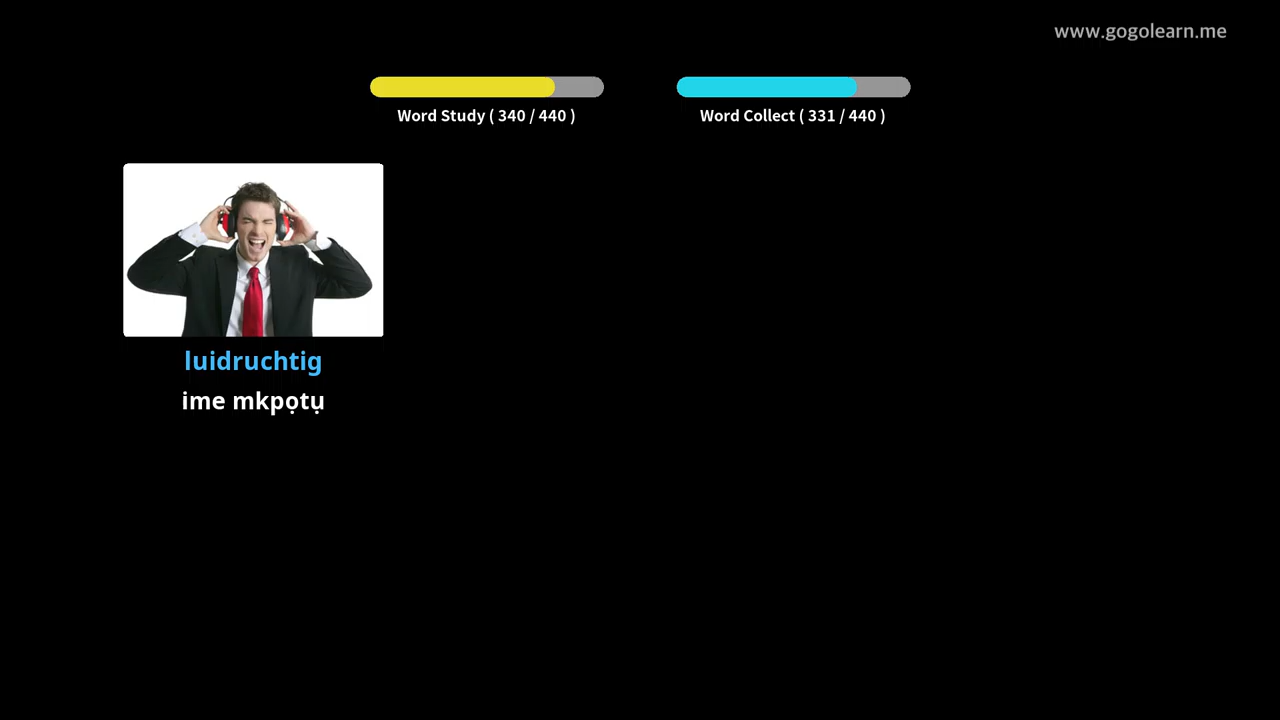 www.gogolearn.me
Word Study ( 340 / 440 )
Word Collect ( 331 / 440 )
luidruchtig
ime mkpọtụ